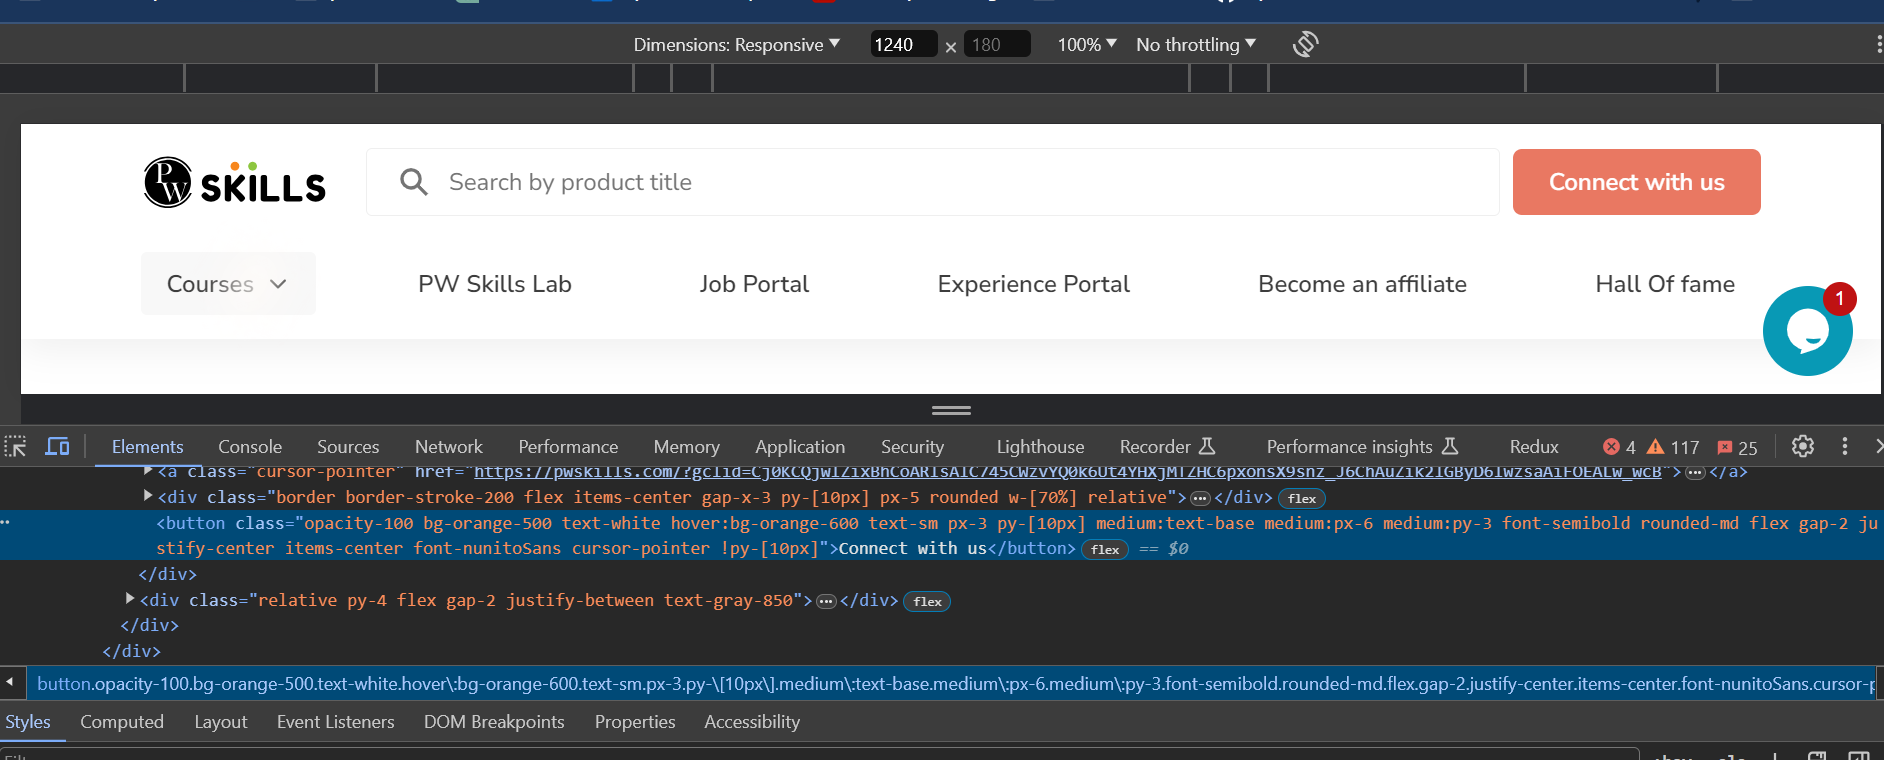 Dimensions: Responsive 1240 × 180 100% No throttling
PW SKILLS Search by product title Connect with us
Courses PW Skills Lab Job Portal Experience Portal Become an affiliate Hall Of fame
1
Elements Console Sources Network Performance Memory Application Security Lighthouse Recorder Performance insights Redux 4 117 25
<a class="cursor-pointer" … </a>
<div class="border border-stroke-200 flex items-center gap-x-3 py-[10px] px-5 rounded w-[70%] relative">…</div> flex
<button class="opacity-100 bg-orange-500 text-white hover:bg-orange-600 text-sm px-3 py-[10px] medium:text-base medium:px-6 medium:py-3 font-semibold rounded-md flex gap-2 ju
stify-center items-center font-nunitoSans cursor-pointer !py-[10px]">Connect with us</button> flex == $0
</div>
<div class="relative py-4 flex gap-2 justify-between text-gray-850">…</div> flex
</div>
</div>
button.opacity-100.bg-orange-500.text-white.hover\:bg-orange-600.text-sm.px-3.py-\[10px\].medium\:text-base.medium\:px-6.medium\:py-3.font-semibold.rounded-md.flex.gap-2.justify-center.items-center.font-nunitoSans.cursor-p
Styles Computed Layout Event Listeners DOM Breakpoints Properties Accessibility